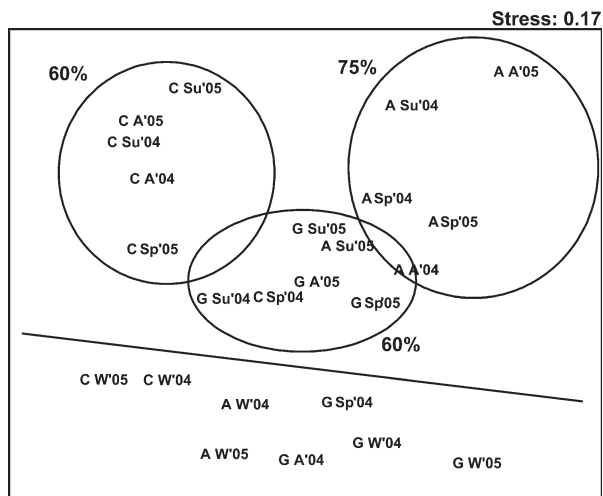 Stress: 0.17
60%
75%
A A'05
C Su'05
A Su'04
C A'05
C Su'04
C A'04
A Sp'04
A Sp'05
G Su'05
A Su'05
C Sp'05
A A'04
G A'05
G Su'04
C Sp'04
G Sp'05
60%
C W'05
C W'04
A W'04
G Sp'04
G W'04
A W'05
G A'04
G W'05